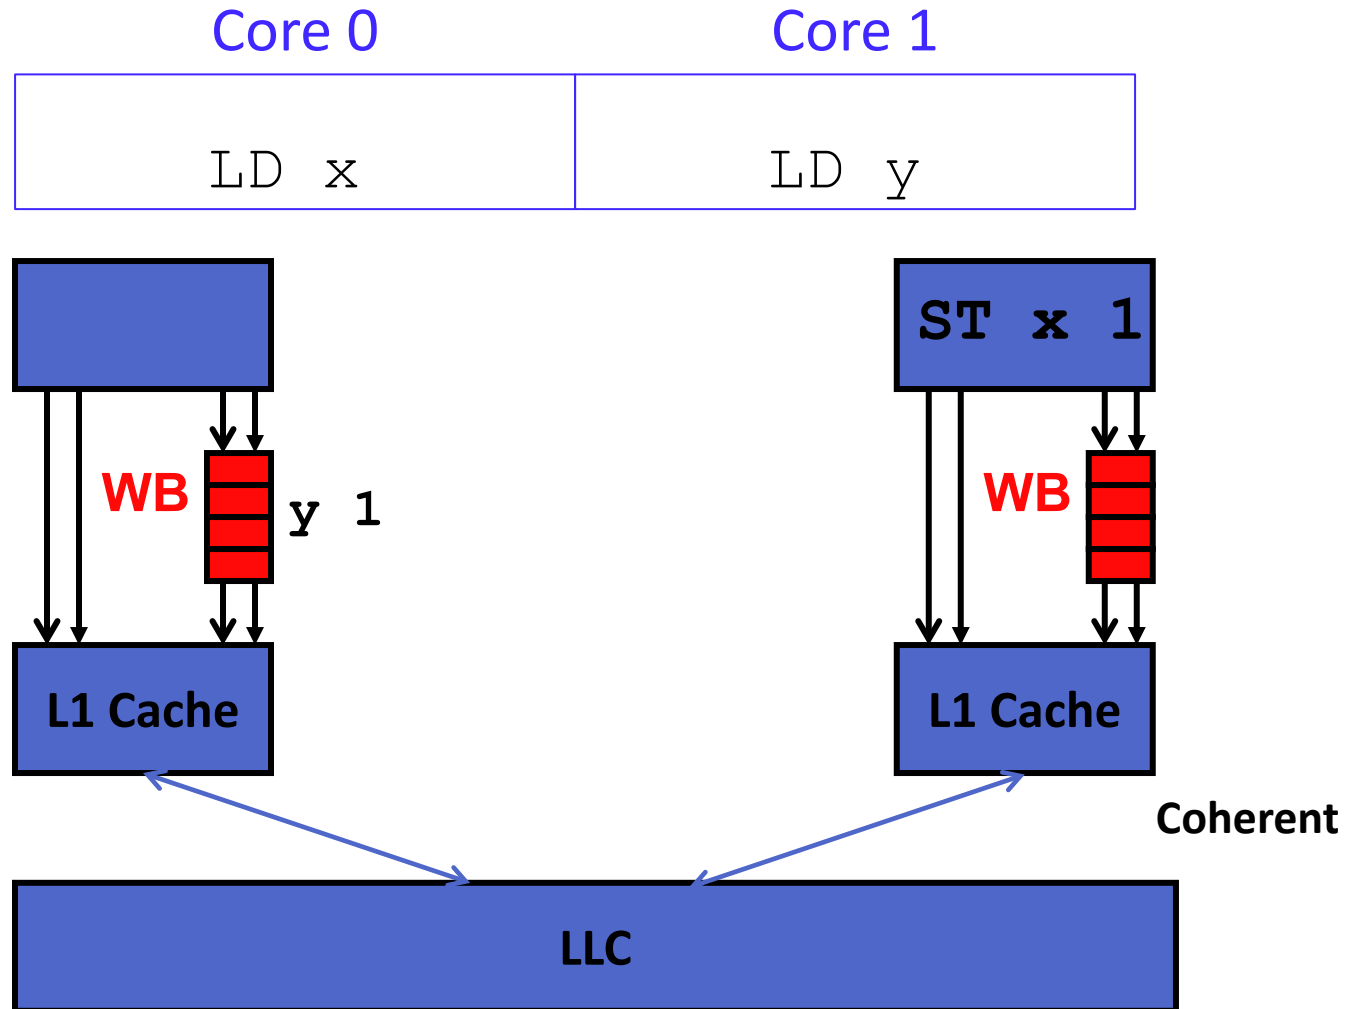 Core 0 Core 1
LD x LD y
ST x 1
WB y 1 WB
L1 Cache L1 Cache
Coherent
LLC